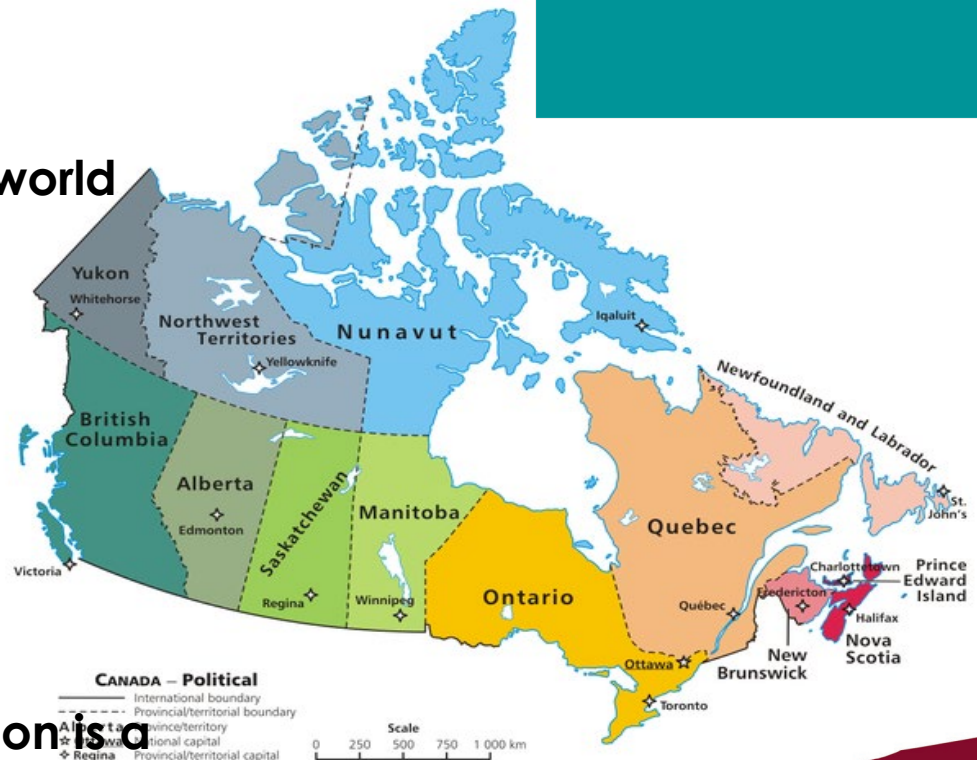 world
Yukon
Whitehorse
Northwest
Territories
Yellowknife
Nunavut
Iqaluit
Newfoundland and Labrador
British
Columbia
Alberta
Edmonton
Saskatchewan
Manitoba
Quebec
St.
John's
Victoria
Regina
Winnipeg
Ontario
Québec
Charlottetown
Prince
Edward
Island
Fredericton
Halifax
Nova
Scotia
New
Brunswick
Ottawa
Toronto
CANADA – Political
International boundary
Provincial/territorial boundary
Alberta Province/territory
Ottawa National capital
Regina Provincial/territorial capital
Scale
0 250 500 750 1 000 km
on is a